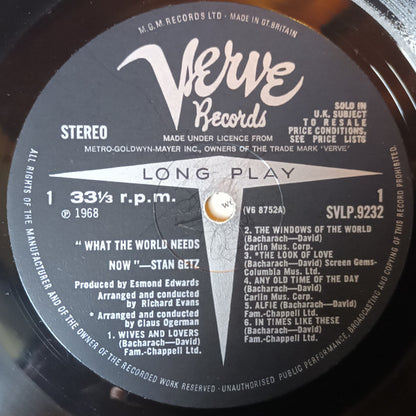 M.G.M. RECORDS LTD · MADE IN GT. BRITAIN
Verve
Records
STEREO
SOLD IN
U.K. SUBJECT
TO RESALE
PRICE CONDITIONS,
SEE PRICE LISTS
MADE UNDER LICENCE FROM
METRO-GOLDWYN-MAYER INC., OWNERS OF THE TRADE MARK 'VERVE'
LONG PLAY
1 33⅓ r.p.m.
℗ 1968
(V6 8752A)
1
SVLP.9232
"WHAT THE WORLD NEEDS
NOW"—STAN GETZ
Produced by Esmond Edwards
Arranged and conducted
by Richard Evans
* Arranged and conducted
by Claus Ogerman
1. WIVES AND LOVERS
(Bacharach—David)
Fam.-Chappell Ltd.
2. THE WINDOWS OF THE WORLD
(Bacharach—David)
Carlin Mus. Corp.
3. *THE LOOK OF LOVE
(Bacharach—David) Screen Gems-
Columbia Mus. Ltd.
4. ANY OLD TIME OF THE DAY
(Bacharach—David)
Carlin Mus. Corp.
5. ALFIE (Bacharach—David)
Fam.-Chappell Ltd.
6. IN TIMES LIKE THESE
(Bacharach—David)
Fam.-Chappell Ltd.
ALL RIGHTS OF THE MANUFACTURER AND OF THE OWNER OF THE RECORDED WORK RESERVED · UNAUTHORISED PUBLIC PERFORMANCE, BROADCASTING AND COPYING OF THIS RECORD PROHIBITED.